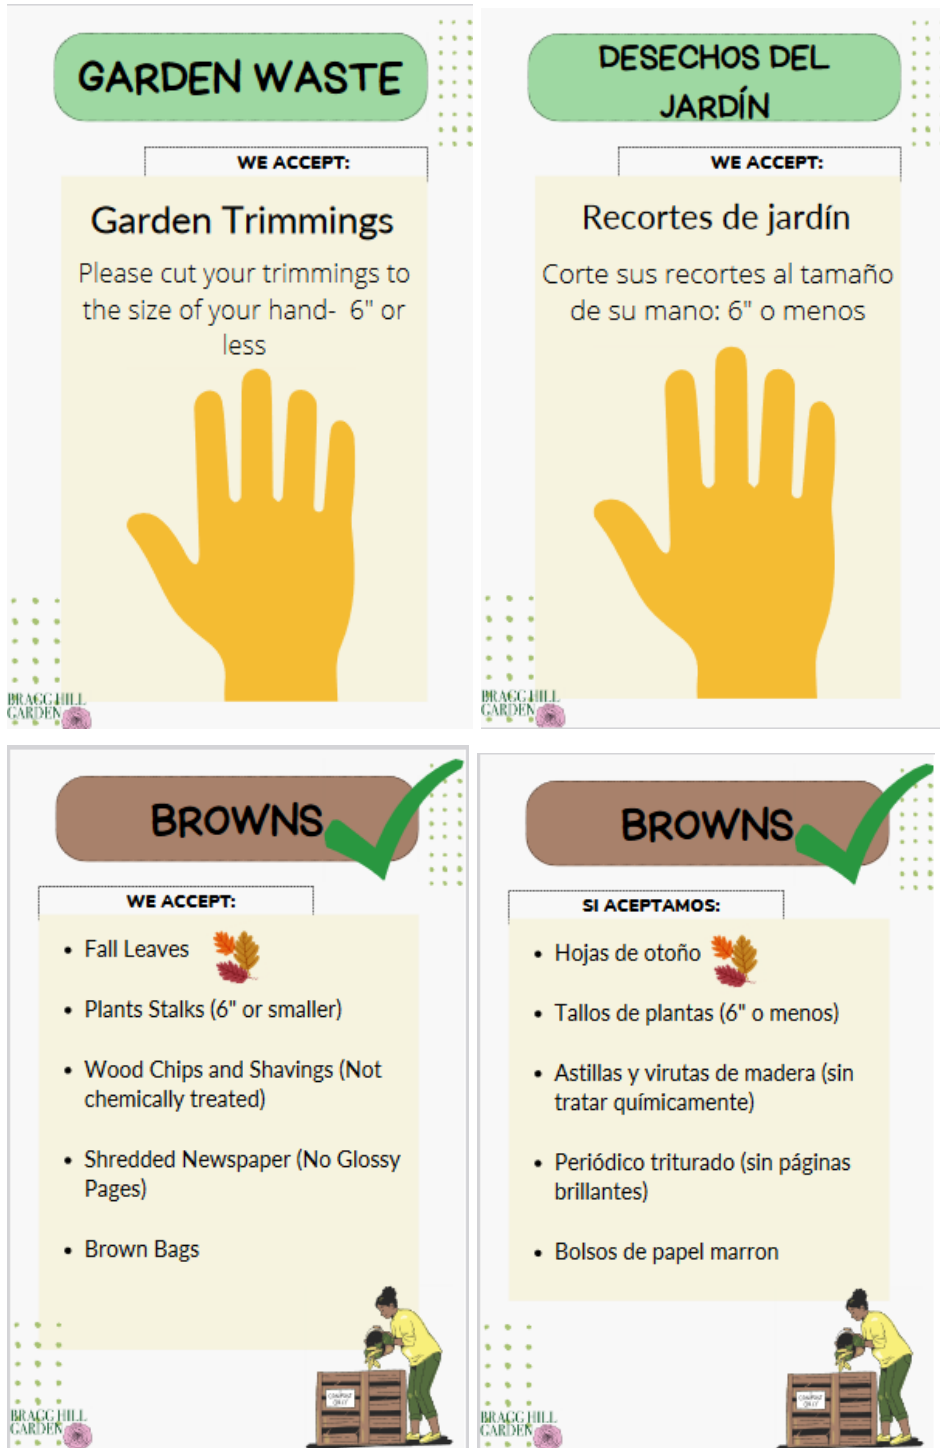 GARDEN WASTE
WE ACCEPT:
Garden Trimmings
Please cut your trimmings to
the size of your hand- 6" or
less
BRAGG HILL
GARDEN
DESECHOS DEL
JARDÍN
WE ACCEPT:
Recortes de jardín
Corte sus recortes al tamaño
de su mano: 6" o menos
BRAGG HILL
GARDEN
BROWNS
WE ACCEPT:
• Fall Leaves
• Plants Stalks (6" or smaller)
• Wood Chips and Shavings (Not
chemically treated)
• Shredded Newspaper (No Glossy
Pages)
• Brown Bags
COMPOST
ONLY
BRAGG HILL
GARDEN
BROWNS
SI ACEPTAMOS:
• Hojas de otoño
• Tallos de plantas (6" o menos)
• Astillas y virutas de madera (sin
tratar químicamente)
• Periódico triturado (sin páginas
brillantes)
• Bolsos de papel marron
COMPOST
ONLY
BRAGG HILL
GARDEN